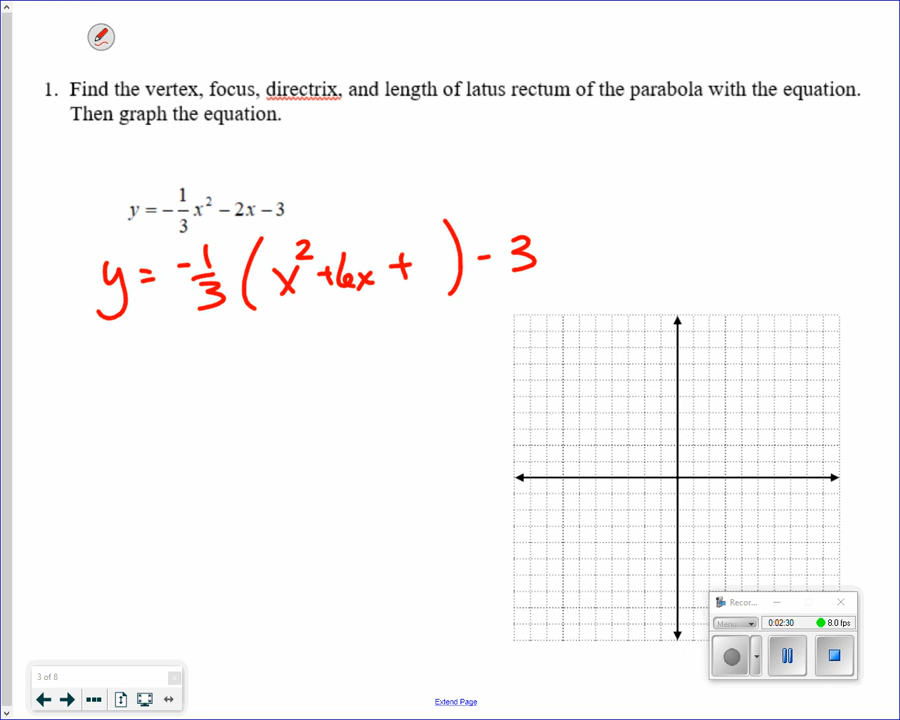 1. Find the vertex, focus, directrix, and length of latus rectum of the parabola with the equation.
Then graph the equation.
y = -1/3 x² - 2x - 3
y = -1/3 ( x² + 6x + ) - 3
Recor...
Menu
0:02:30
8.0 fps
3 of 8
Extend Page